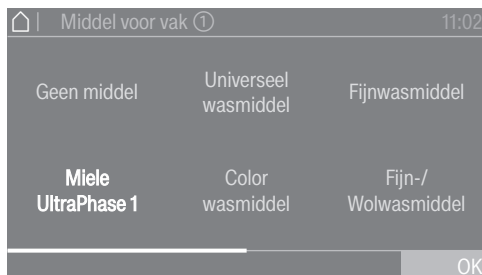 Middel voor vak ① 11:02
Geen middel
Universeel
wasmiddel
Fijnwasmiddel
Miele
UltraPhase 1
Color
wasmiddel
Fijn-/
Wolwasmiddel
OK